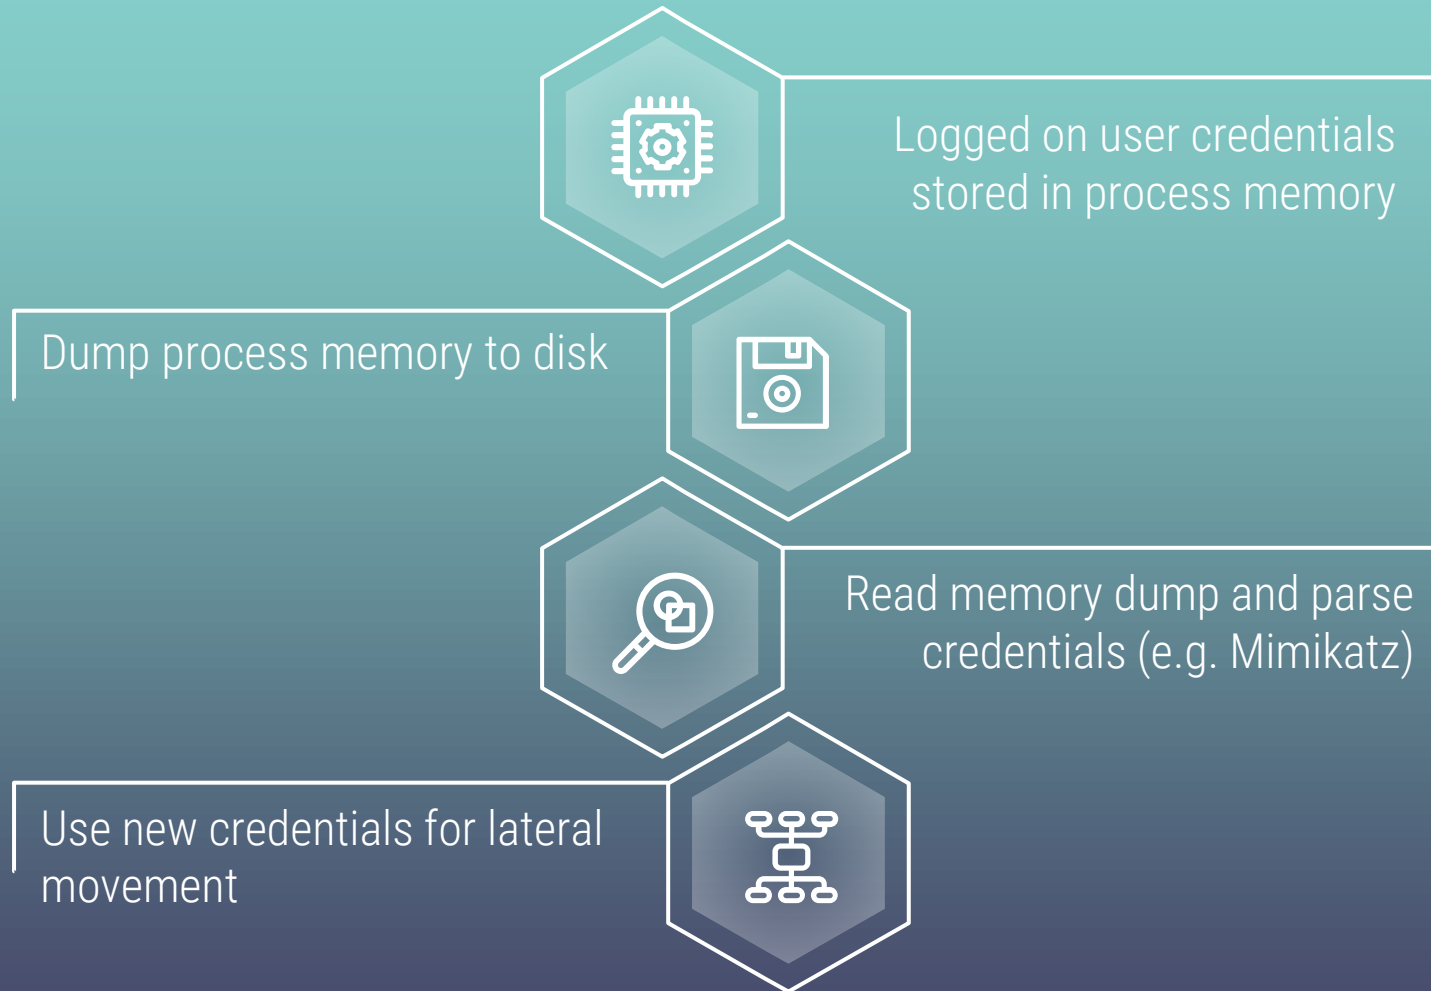 Logged on user credentials
stored in process memory
Dump process memory to disk
Read memory dump and parse
credentials (e.g. Mimikatz)
Use new credentials for lateral
movement